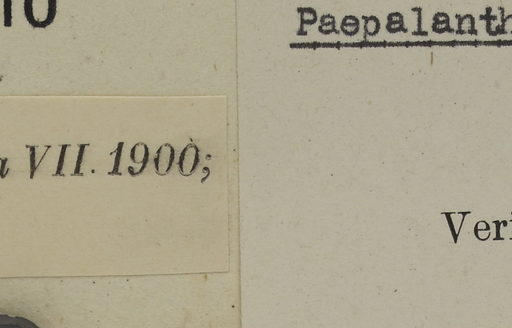 10
Paepalanth
a VII. 1900;
Veri